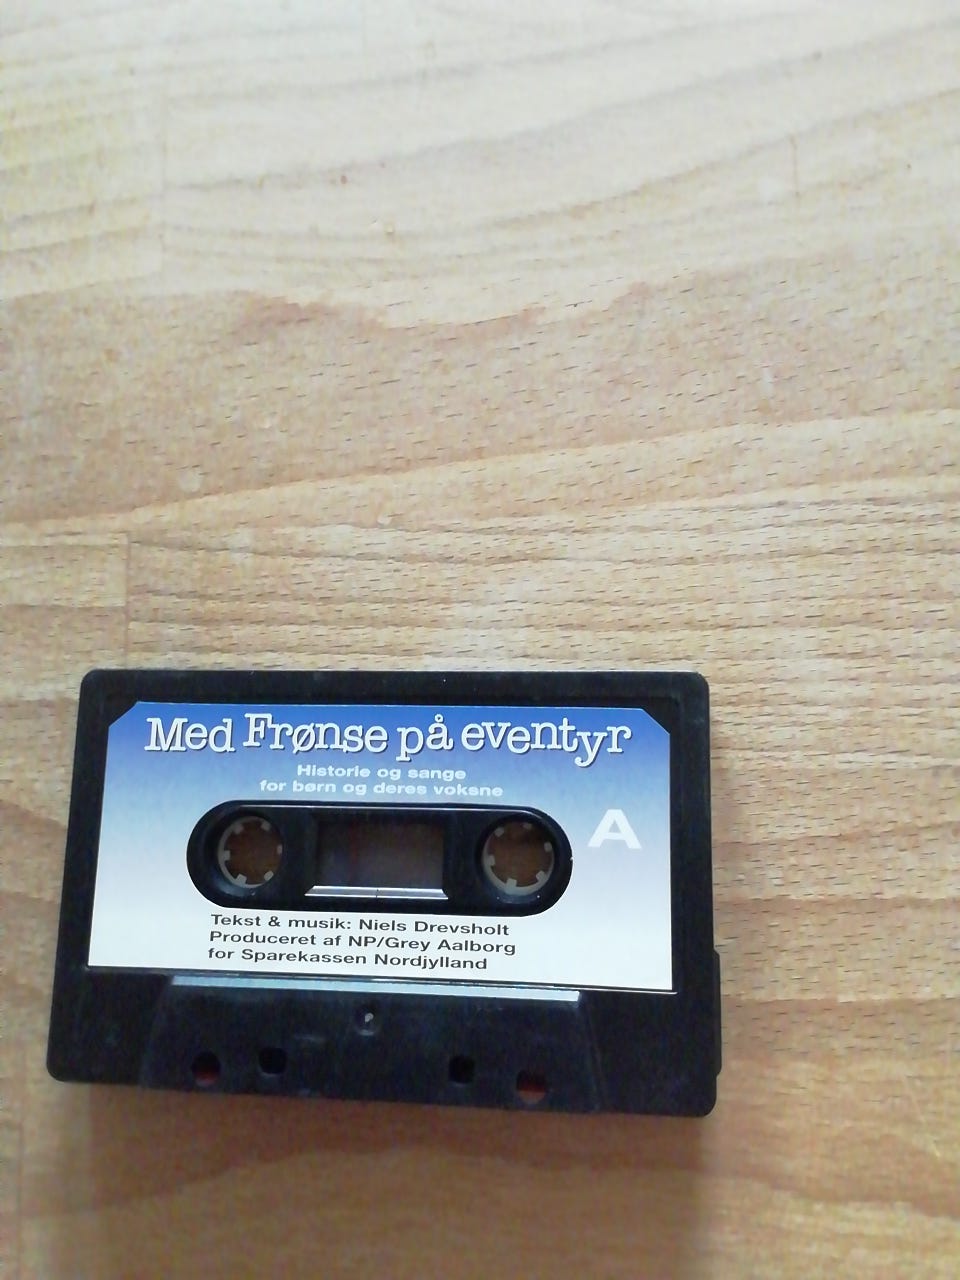 Med Frønse på eventyr
Historie og sange
for børn og deres voksne
A
Tekst & musik: Niels Drevsholt
Produceret af NP/Grey Aalborg
for Sparekassen Nordjylland